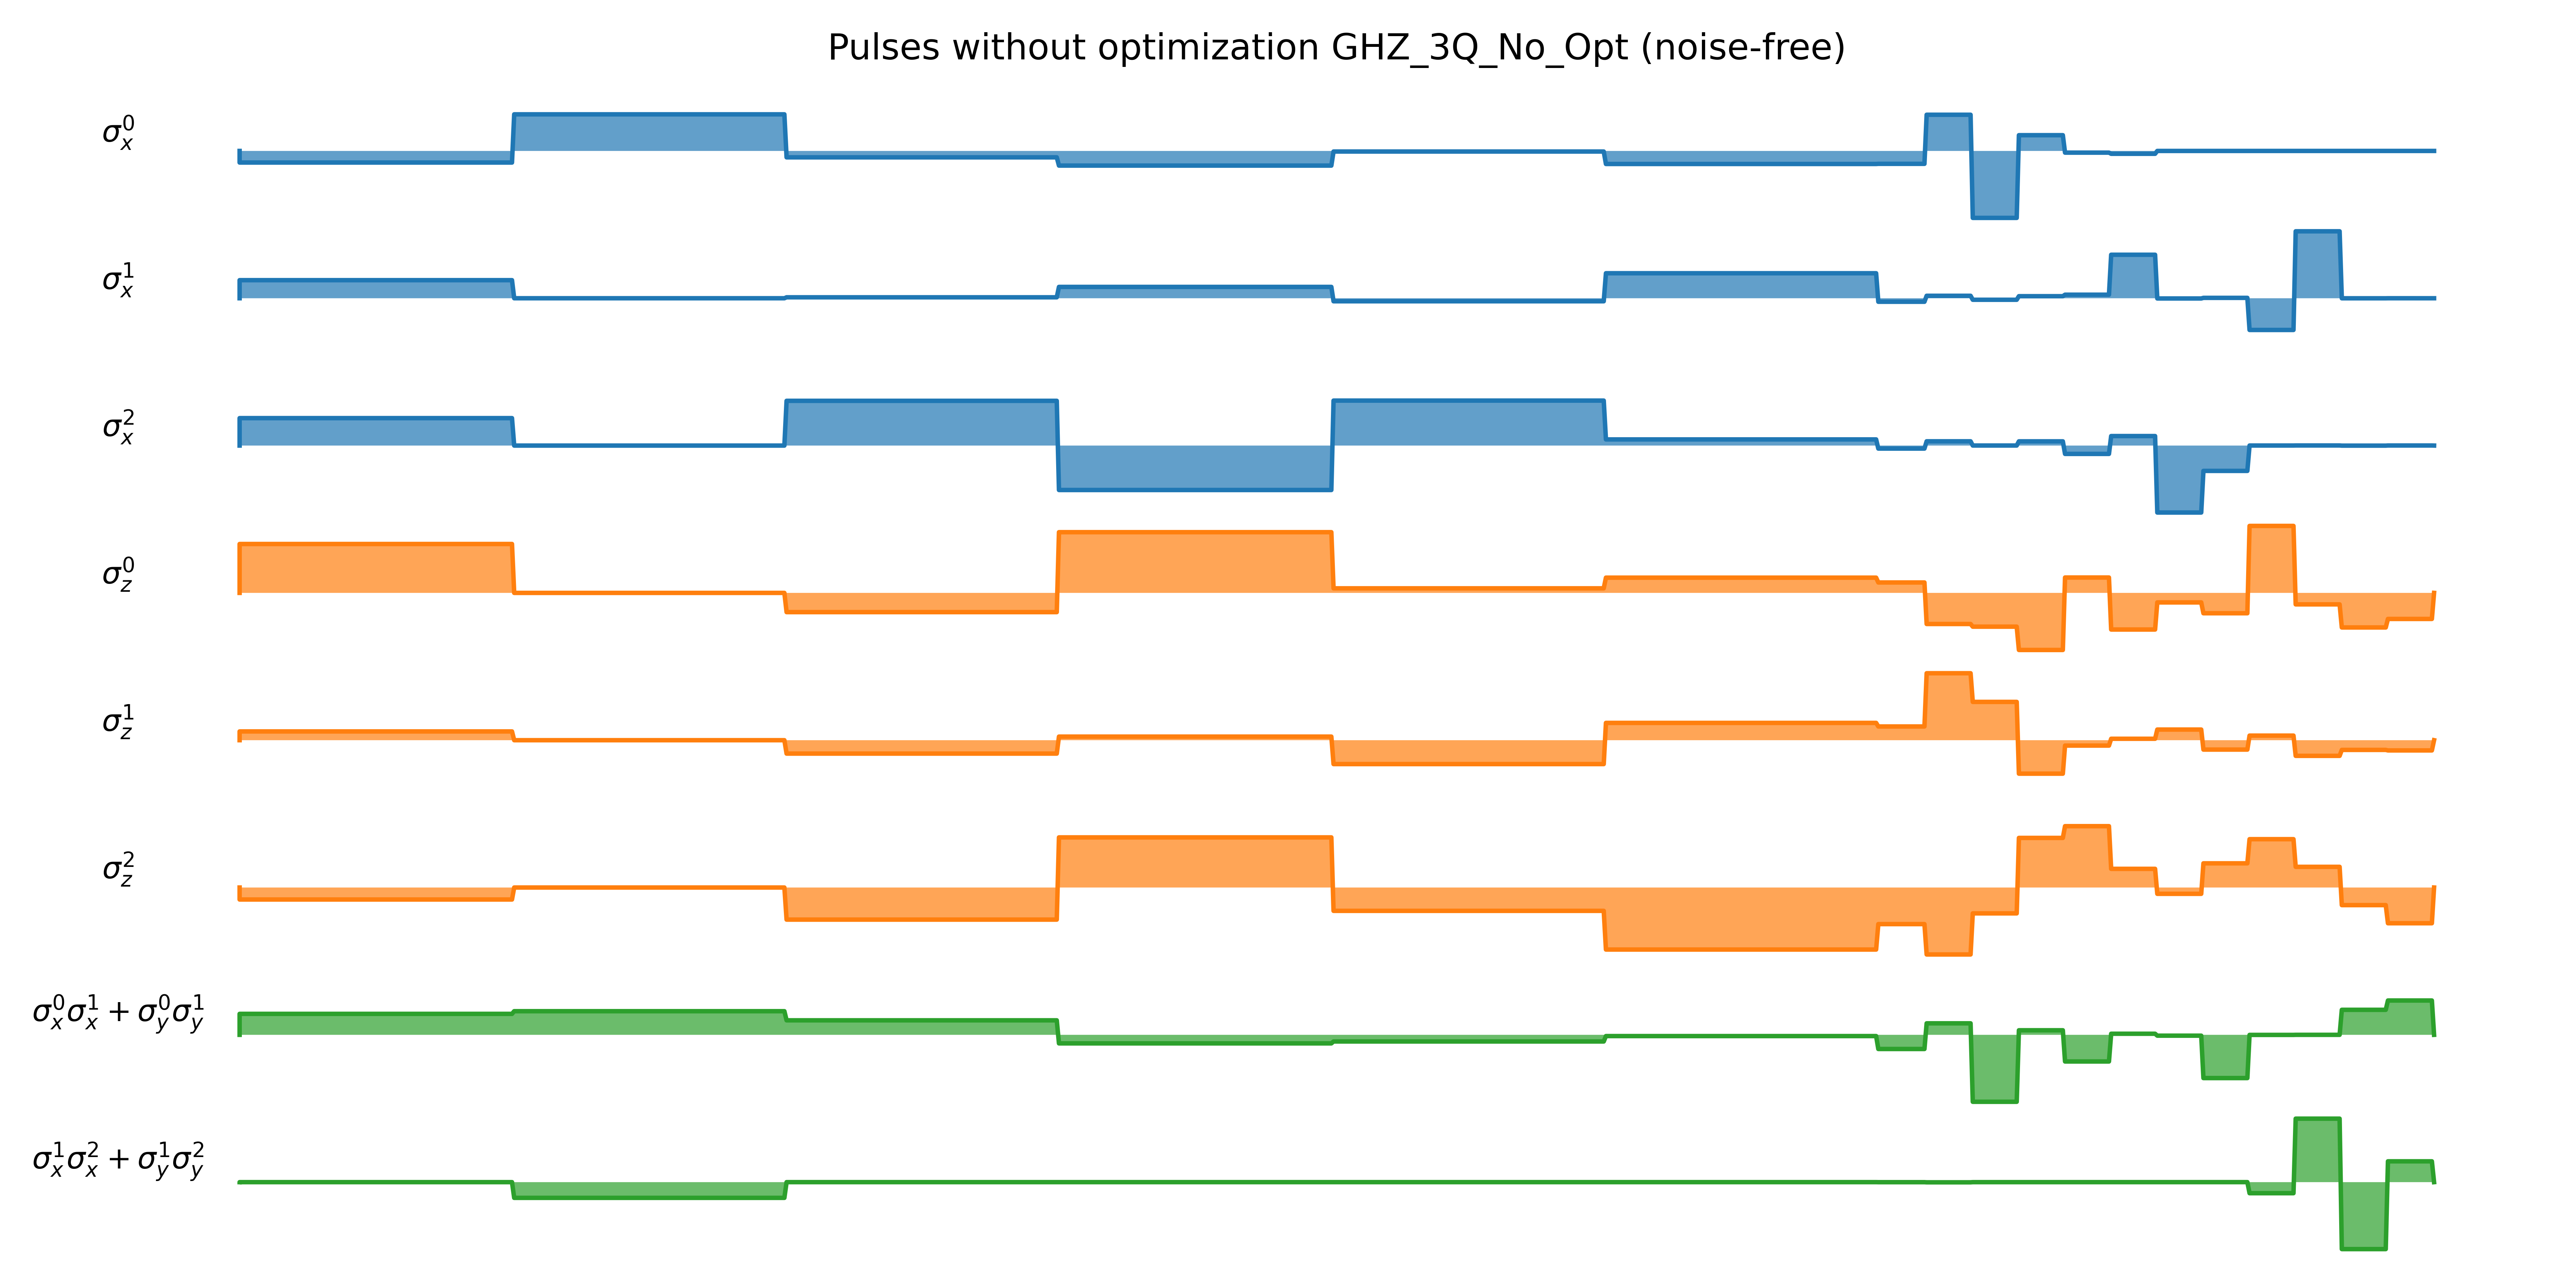 Pulses without optimization GHZ_3Q_No_Opt (noise-free)
σ_x^0
σ_x^1
σ_x^2
σ_z^0
σ_z^1
σ_z^2
σ_x^0σ_x^1 + σ_y^0σ_y^1
σ_x^1σ_x^2 + σ_y^1σ_y^2